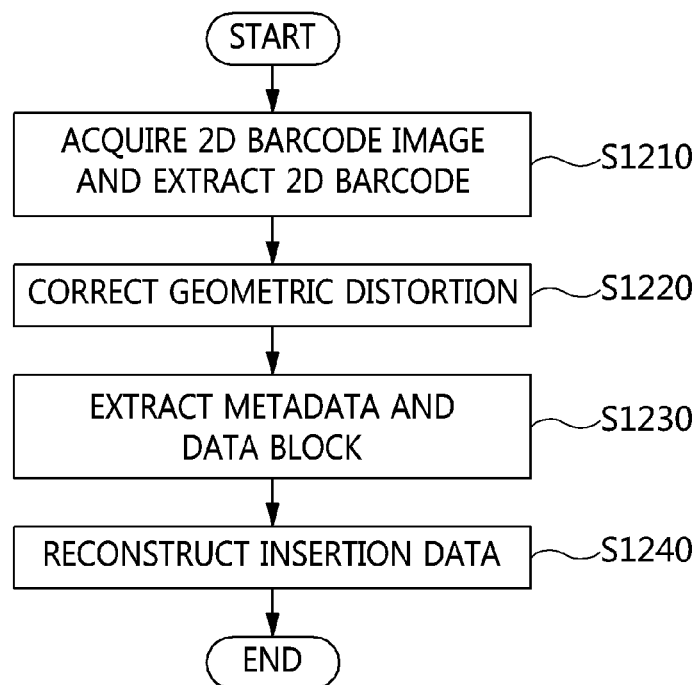 START
ACQUIRE 2D BARCODE IMAGE
AND EXTRACT 2D BARCODE
S1210
CORRECT GEOMETRIC DISTORTION
S1220
EXTRACT METADATA AND
DATA BLOCK
S1230
RECONSTRUCT INSERTION DATA
S1240
END